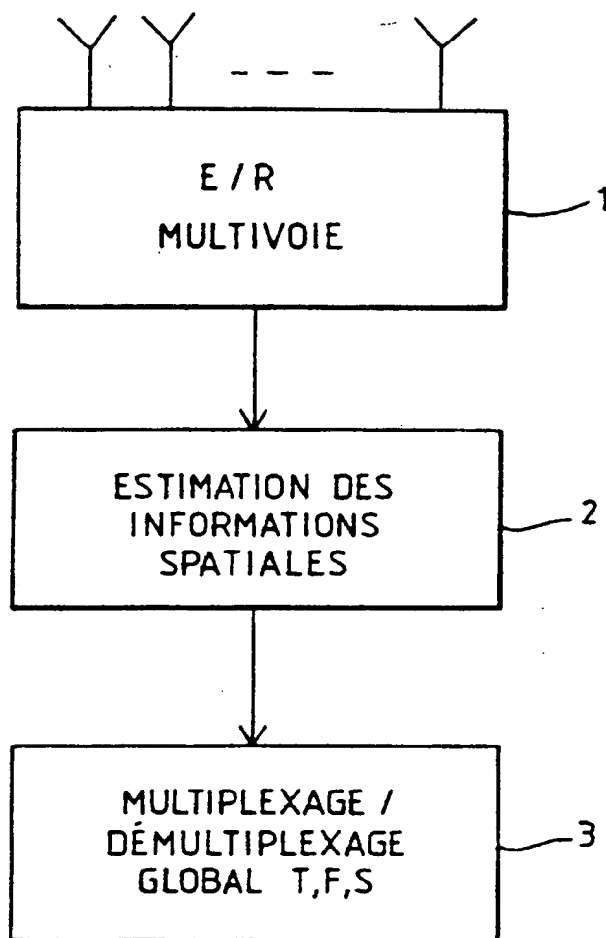 E/R
MULTIVOIE
1
ESTIMATION DES
INFORMATIONS
SPATIALES
2
MULTIPLEXAGE /
DÉMULTIPLEXAGE
GLOBAL T,F,S
3